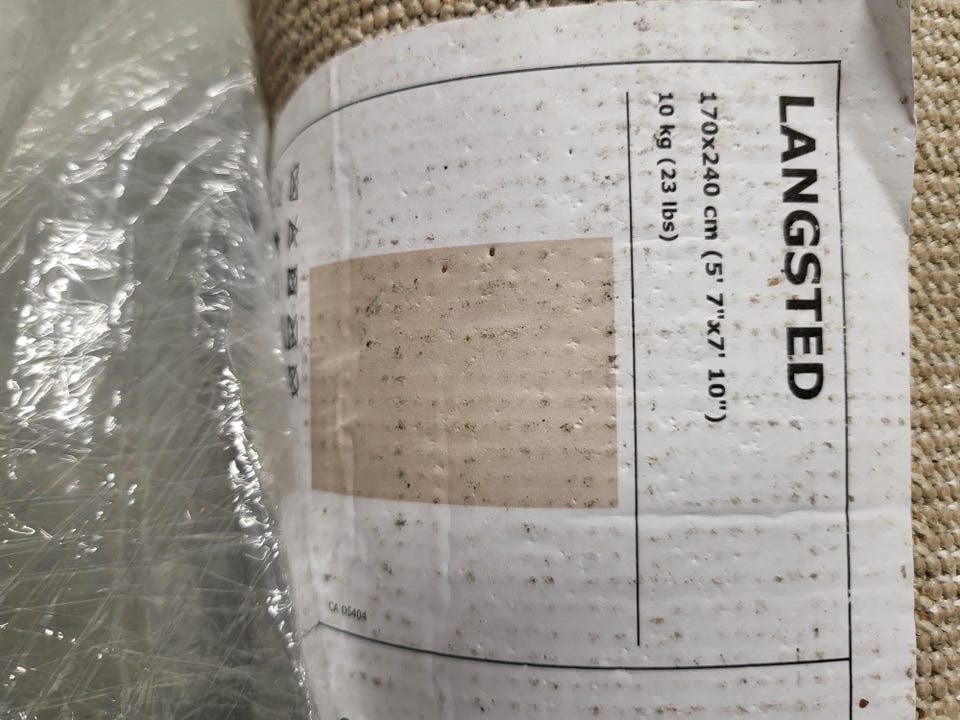 LANGSTED
170x240 cm (5' 7"x7' 10")
10 kg (23 lbs)
CA 05404